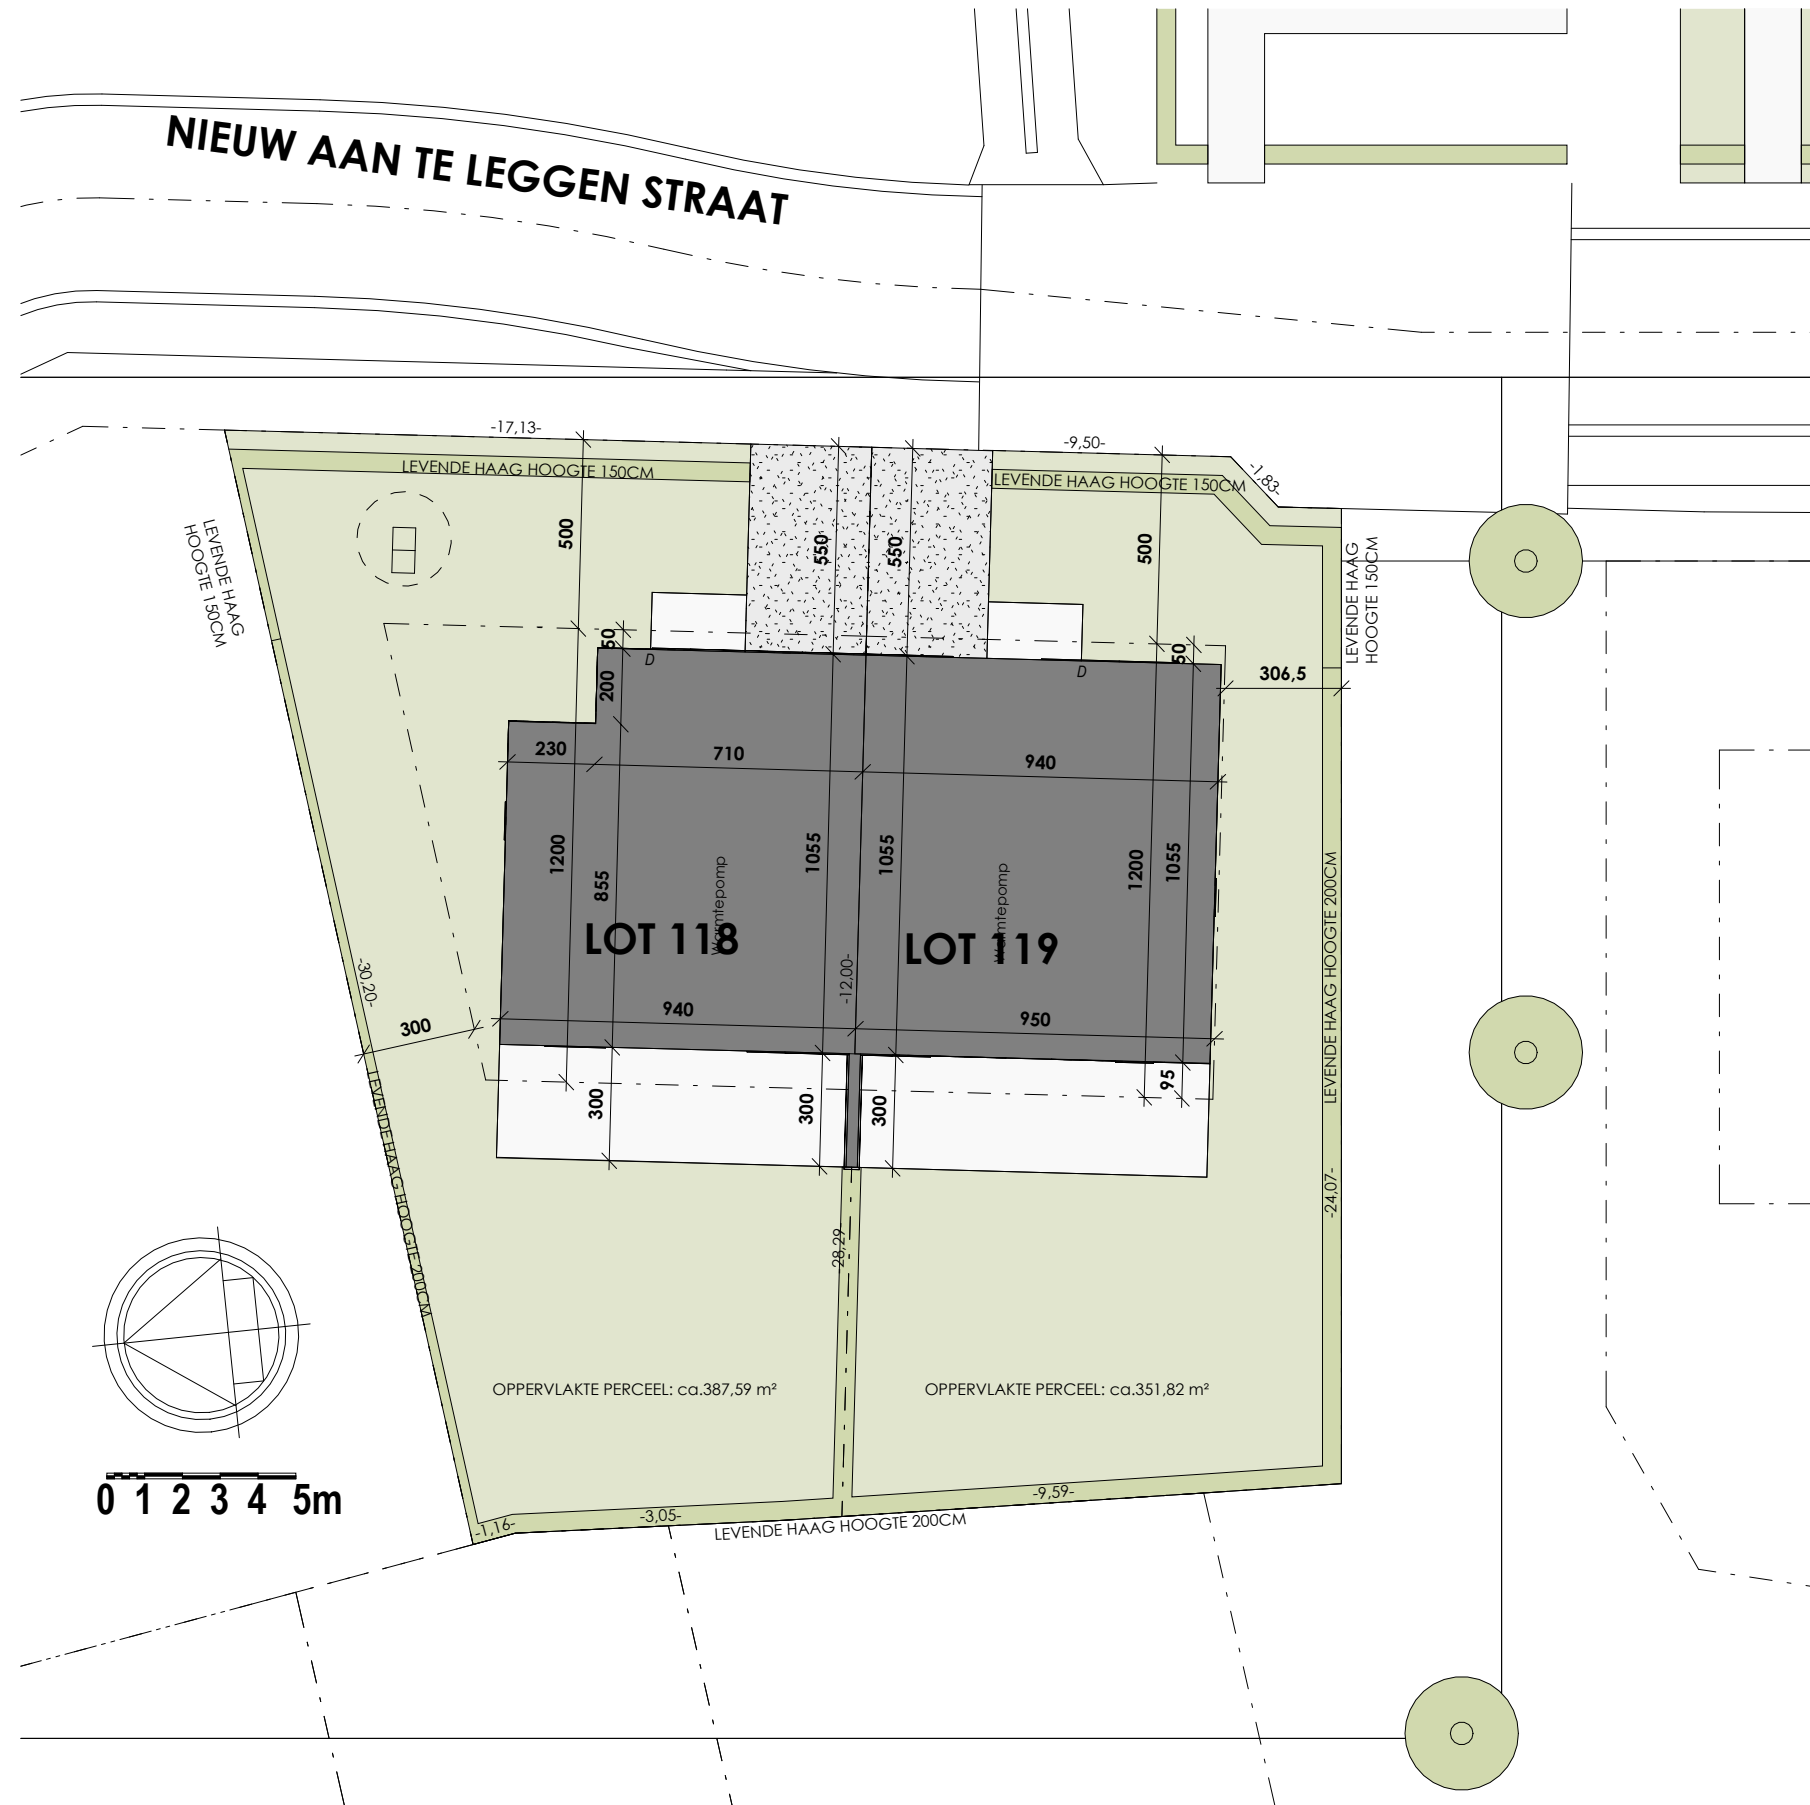 NIEUW AAN TE LEGGEN STRAAT
-17,13-
-9,50-
-1,83-
LEVENDE HAAG HOOGTE 150CM
LEVENDE HAAG HOOGTE 150CM
LEVENDE HAAG
HOOGTE 150CM
LEVENDE HAAG
HOOGTE 150CM
500
550
550
500
50
D
D
50
200
306,5
230
710
940
1200
855
1055
1055
1200
1055
Warmtepomp
Warmtepomp
LOT 118
LOT 119
-12,00-
-30,20-
300
940
950
95
300
300
300
LEVENDE HAAG HOOGTE 200CM
LEVENDE HAAG HOOGTE 200CM
-24,07-
28,29-
OPPERVLAKTE PERCEEL: ca.387,59 m²
OPPERVLAKTE PERCEEL: ca.351,82 m²
0 1 2 3 4 5m
-1,16-
-3,05-
-9,59-
LEVENDE HAAG HOOGTE 200CM